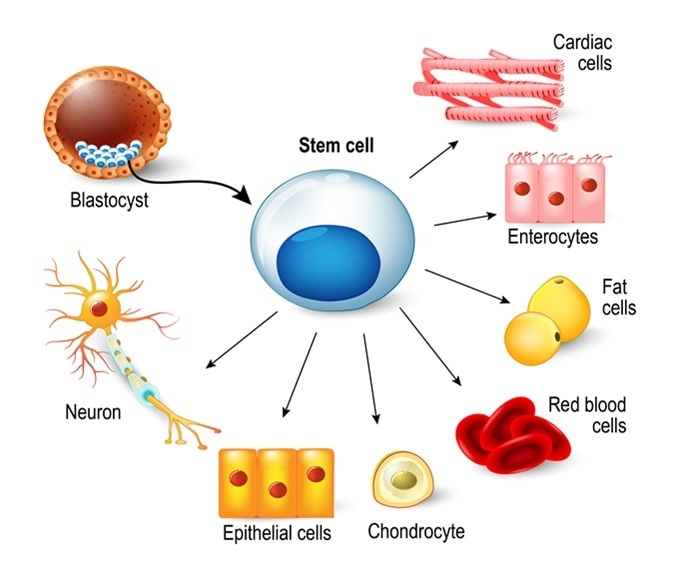 Cardiac
cells
Stem cell
Blastocyst
Enterocytes
Fat
cells
Neuron
Red blood
cells
Epithelial cells
Chondrocyte